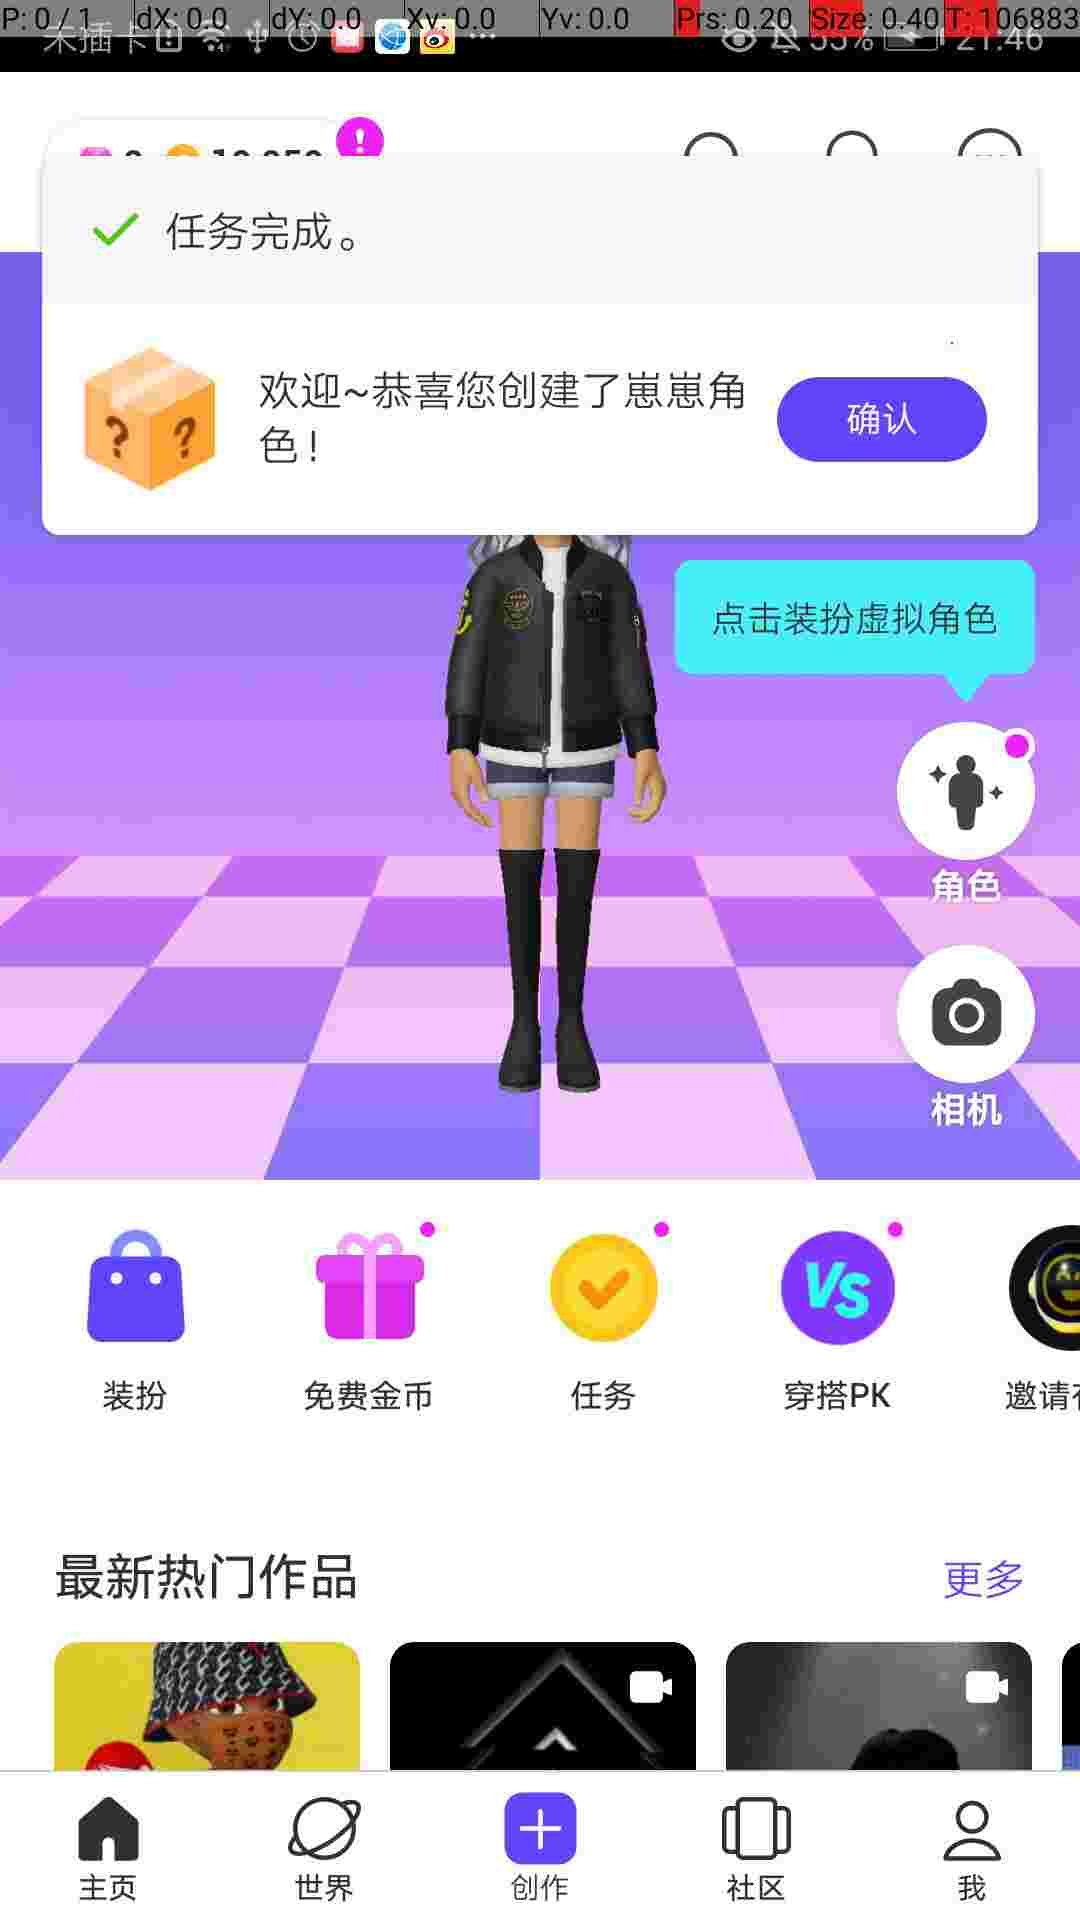 P: 0 / 1 dX: 0.0 dY: 0.0 Xv: 0.0 Yv: 0.0 Prs: 0.20 Size: 0.40 T: 106883
未插卡 53% 21:46
任务完成。
欢迎~恭喜您创建了崽崽角
色!
确认
点击装扮虚拟角色
角色
相机
VS
装扮 免费金币 任务 穿搭PK 邀请
最新热门作品 更多
主页 世界 创作 社区 我